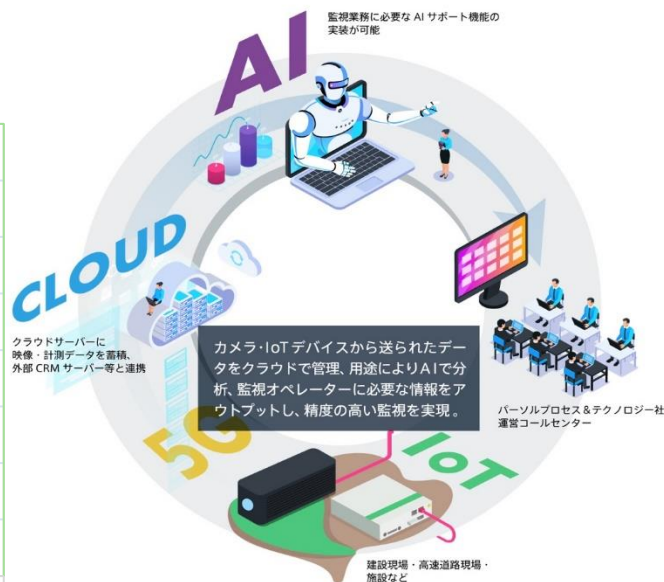 AI
監視業務に必要な AI サポート機能の
実装が可能
CLOUD
クラウドサーバーに
映像・計測データを蓄積、
外部 CRM サーバー等と連携
カメラ・IoTデバイスから送られたデー
タをクラウドで管理、用途によりAIで分
析、監視オペレーターに必要な情報をア
ウトプットし、精度の高い監視を実現。
パーソルプロセス&テクノロジー社
運営コールセンター
5G
IoT
建設現場・高速道路現場・
施設など